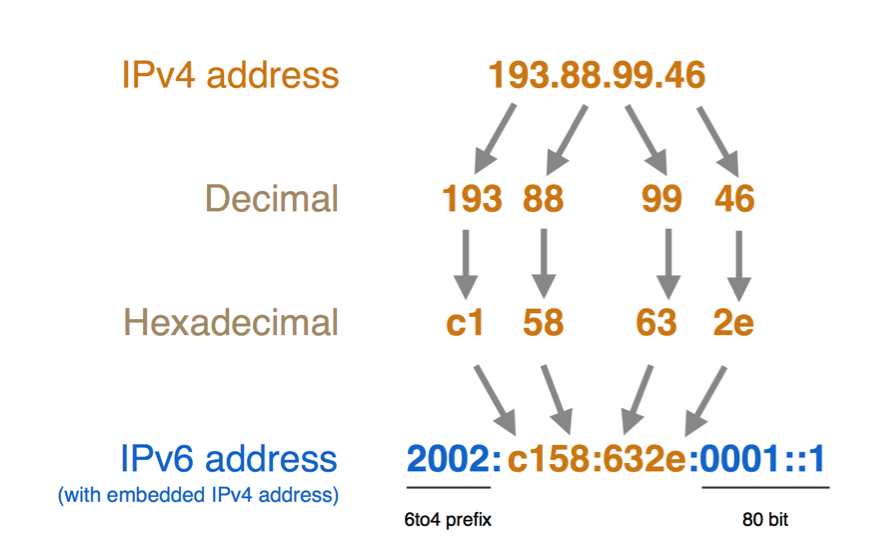 IPv4 address 193.88.99.46
Decimal 193 88 99 46
Hexadecimal c1 58 63 2e
IPv6 address 2002:c158:632e:0001::1
(with embedded IPv4 address)
6to4 prefix 80 bit